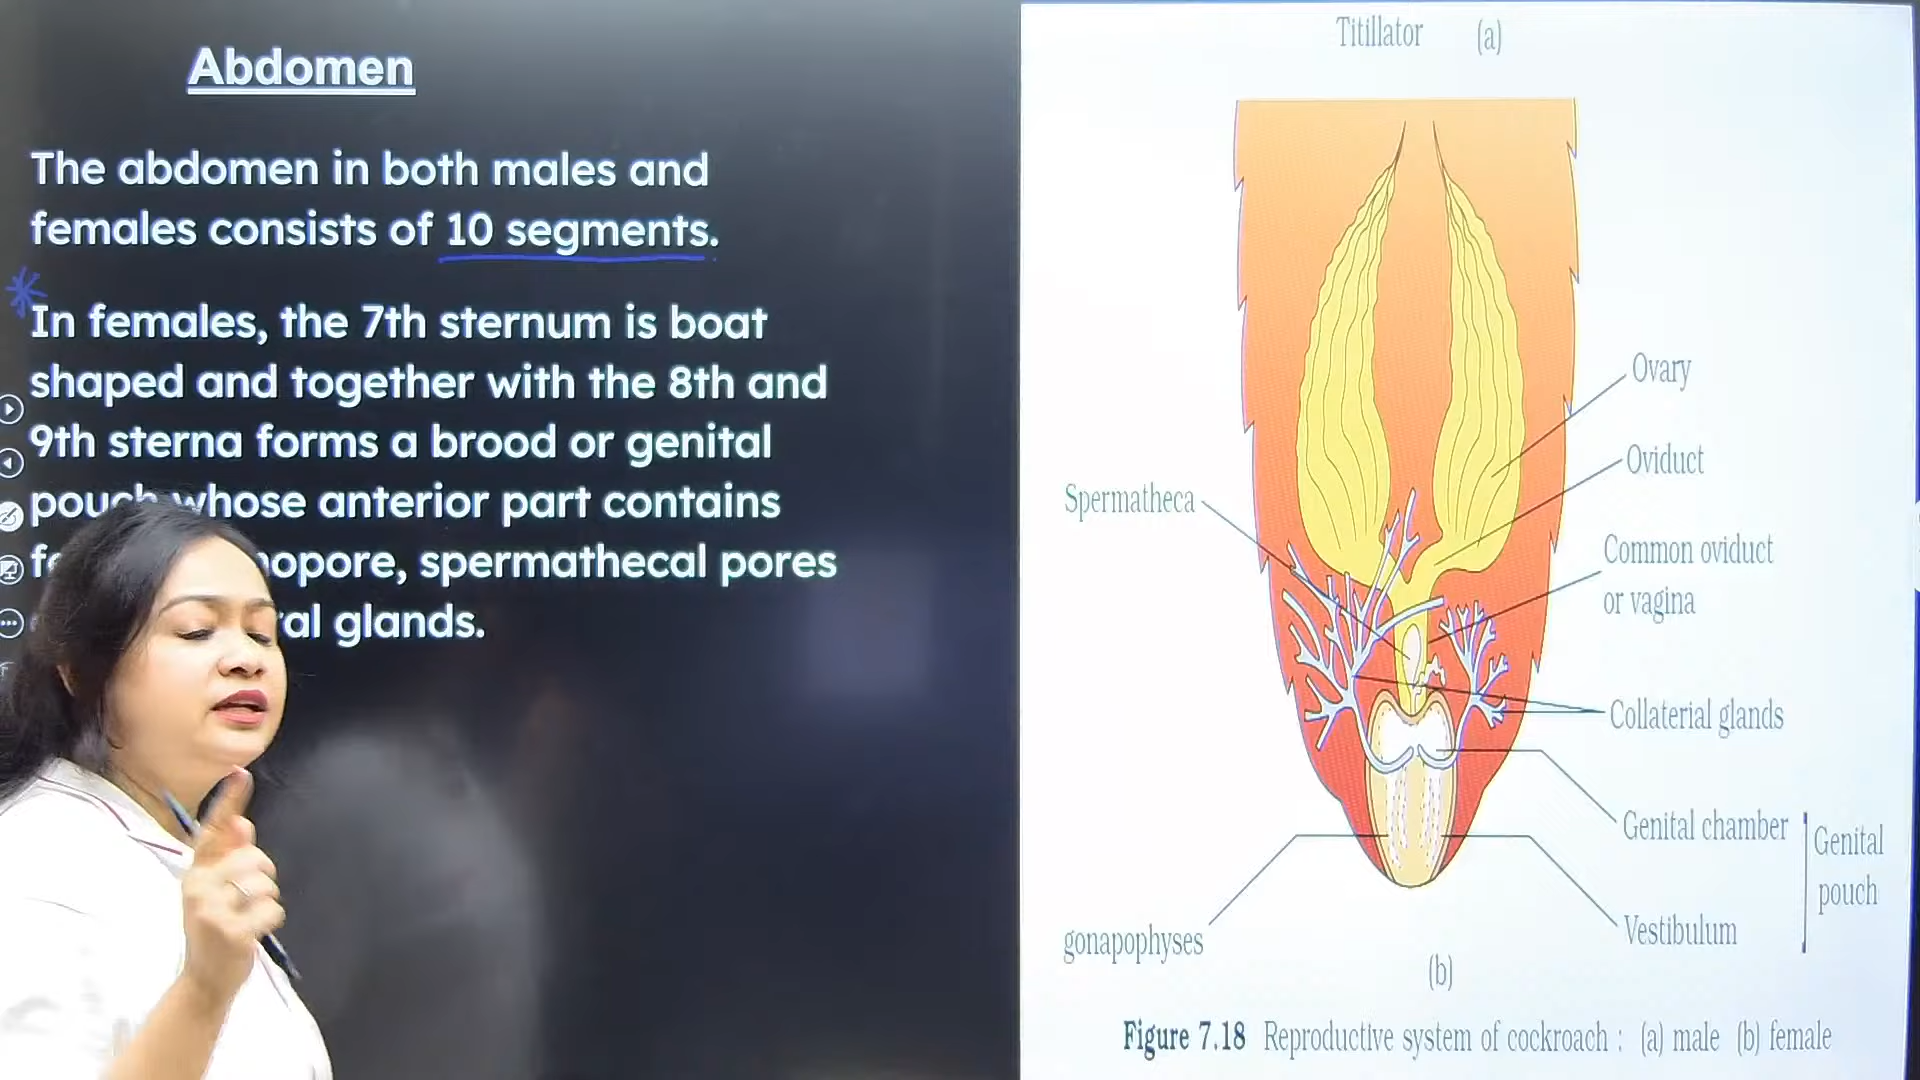 Abdomen
The abdomen in both males and
females consists of 10 segments.
In females, the 7th sternum is boat
shaped and together with the 8th and
9th sterna forms a brood or genital
pouch whose anterior part contains
spermathecal pores
glands.
Titillator (a)
Ovary
Oviduct
Spermatheca
Common oviduct
or vagina
Collaterial glands
Genital chamber
Genital
pouch
Vestibulum
gonapophyses
(b)
Figure 7.18 Reproductive system of cockroach : (a) male (b) female